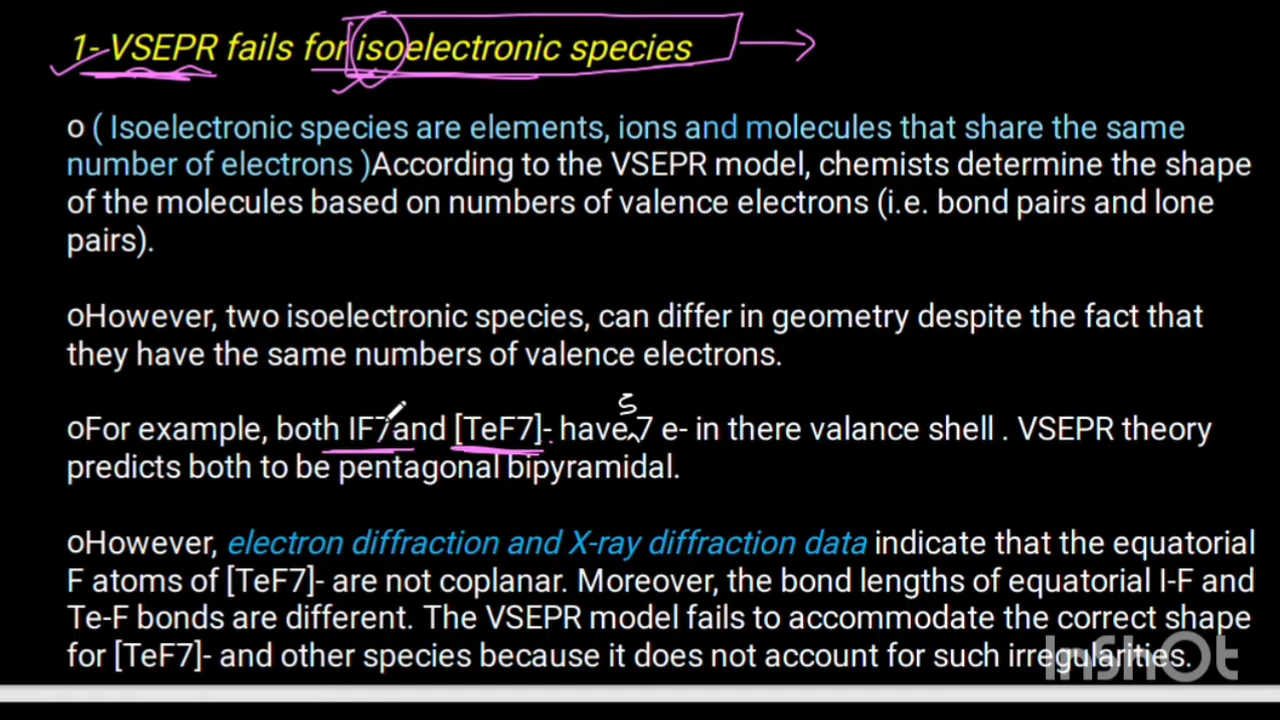 1- VSEPR fails for isoelectronic species
o ( Isoelectronic species are elements, ions and molecules that share the same
number of electrons )According to the VSEPR model, chemists determine the shape
of the molecules based on numbers of valence electrons (i.e. bond pairs and lone
pairs).
oHowever, two isoelectronic species, can differ in geometry despite the fact that
they have the same numbers of valence electrons.
5
oFor example, both IF7 and [TeF7]- have 7 e- in there valance shell . VSEPR theory
predicts both to be pentagonal bipyramidal.
oHowever, electron diffraction and X-ray diffraction data indicate that the equatorial
F atoms of [TeF7]- are not coplanar. Moreover, the bond lengths of equatorial I-F and
Te-F bonds are different. The VSEPR model fails to accommodate the correct shape
for [TeF7]- and other species because it does not account for such irregularities.
InShOt